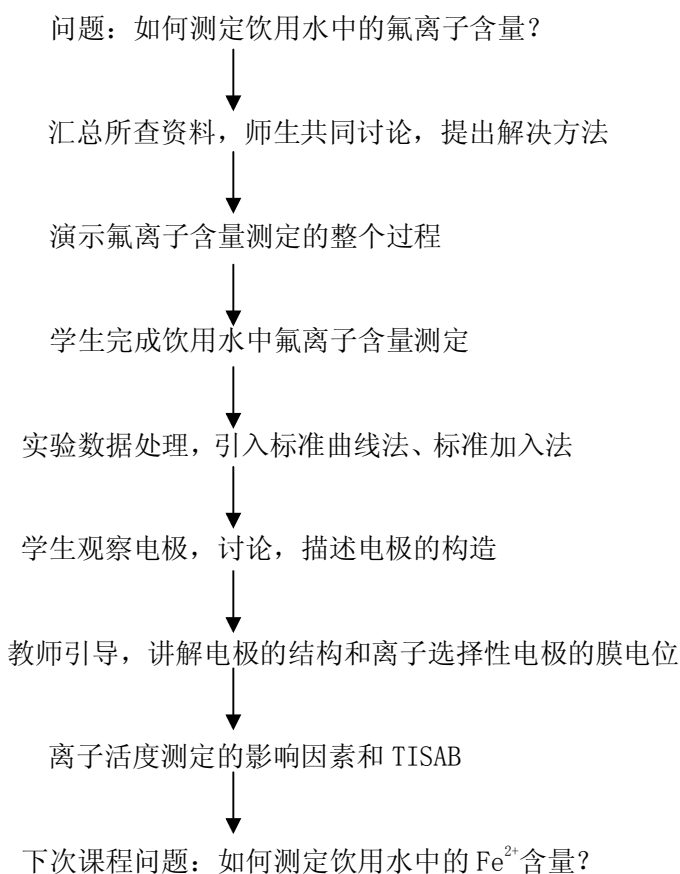 问题：如何测定饮用水中的氟离子含量？
汇总所查资料，师生共同讨论，提出解决方法
演示氟离子含量测定的整个过程
学生完成饮用水中氟离子含量测定
实验数据处理，引入标准曲线法、标准加入法
学生观察电极，讨论，描述电极的构造
教师引导，讲解电极的结构和离子选择性电极的膜电位
离子活度测定的影响因素和 TISAB
下次课程问题：如何测定饮用水中的 Fe²⁺含量？